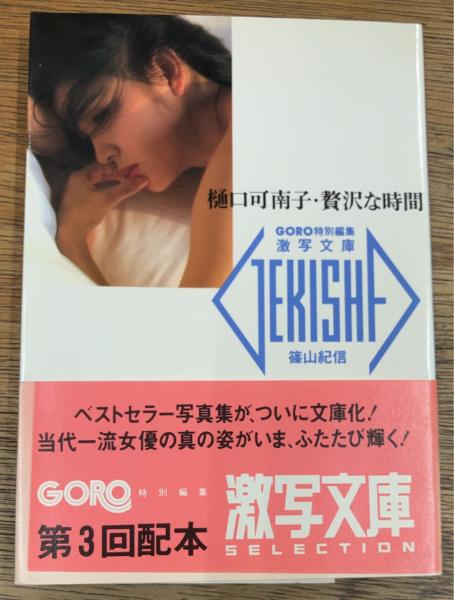 樋口可南子・贅沢な時間
GORO特別編集
激写文庫
GEKISHA
篠山紀信
ベストセラー写真集が、ついに文庫化!
当代一流女優の真の姿がいま、ふたたび輝く!
GORO 特別編集
激写文庫
第3回配本
SELECTION